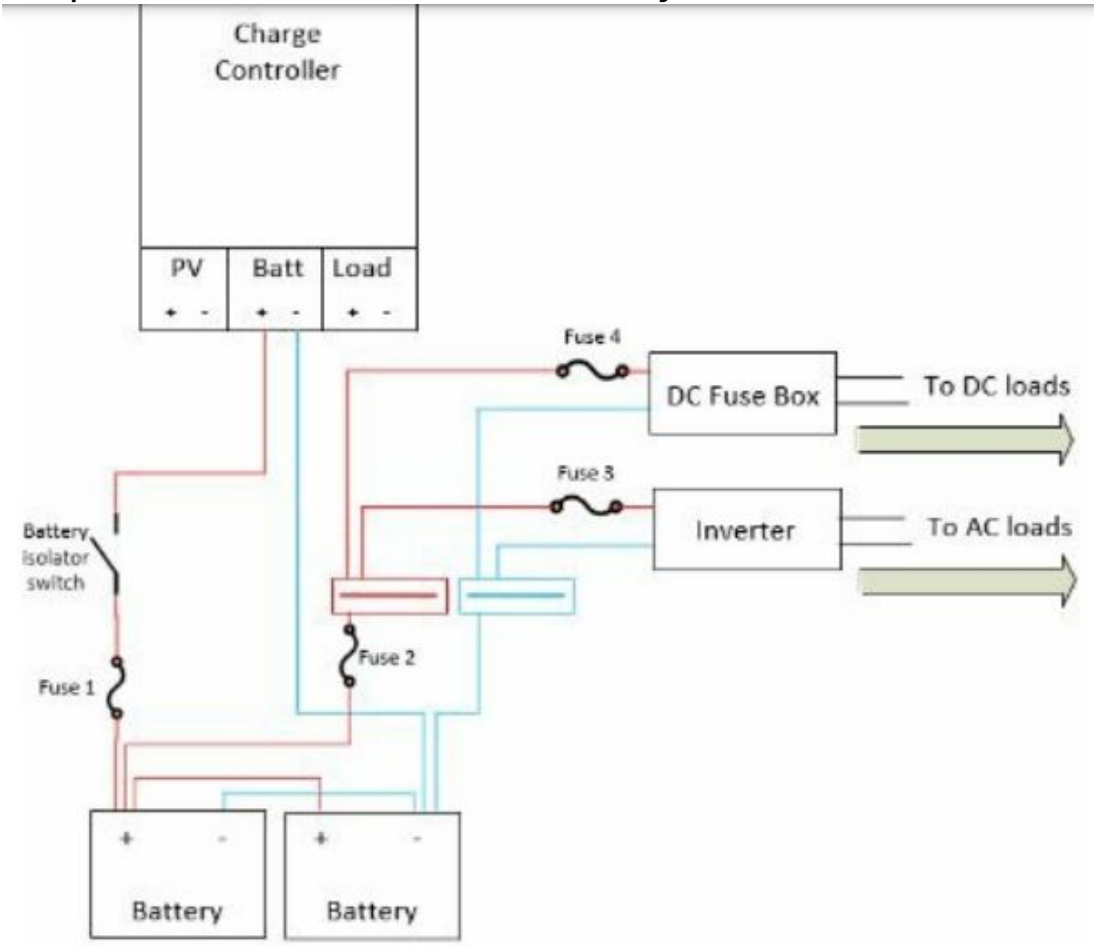 Charge
Controller
PV
Batt
Load
+ -
+ -
+ -
Fuse 4
DC Fuse Box
To DC loads
Fuse 3
Inverter
To AC loads
Battery
isolator
switch
Fuse 2
Fuse 1
+ -
+ -
Battery
Battery